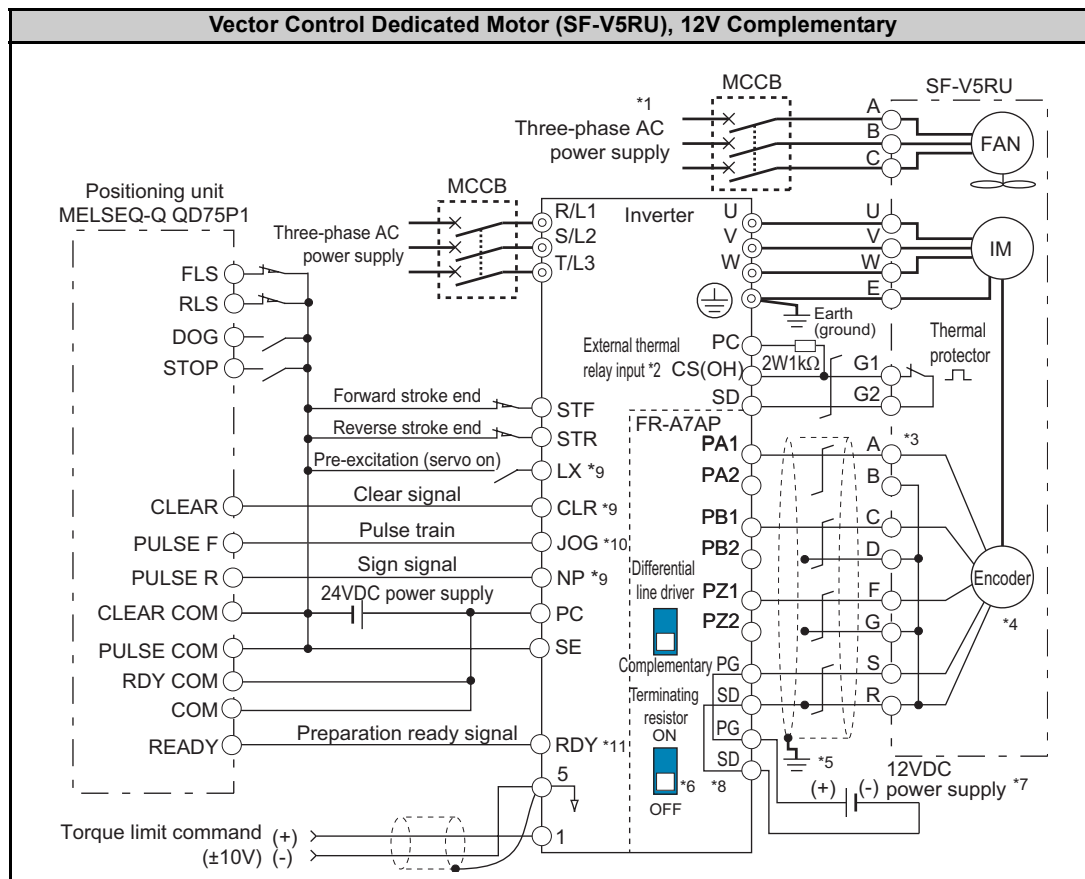 Vector Control Dedicated Motor (SF-V5RU), 12V Complementary
SF-V5RU
MCCB
*1
Three-phase AC
power supply
A
B
C
FAN
Positioning unit
MELSEQ-Q QD75P1
MCCB
Three-phase AC
power supply
R/L1
S/L2
T/L3
Inverter
U
V
W
U
V
W
E
IM
Earth
(ground)
FLS
RLS
DOG
STOP
External thermal
relay input *2
PC
CS(OH)
SD
2W1kΩ
G1
G2
Thermal
protector
Forward stroke end
STF
Reverse stroke end
STR
Pre-excitation (servo on)
LX *9
CLEAR
Clear signal
CLR *9
PULSE F
Pulse train
JOG *10
PULSE R
Sign signal
NP *9
CLEAR COM
24VDC power supply
PC
PULSE COM
SE
RDY COM
COM
READY
Preparation ready signal
RDY *11
5
Torque limit command (+)
(±10V) (-)
1
FR-A7AP
PA1
PA2
PB1
PB2
PZ1
PZ2
PG
SD
PG
SD
Differential
line driver
Complementary
Terminating
resistor
ON
OFF
*6
*8
A
*3
B
C
D
F
G
S
R
Encoder
*4
*5
12VDC
power supply *7
(+)
(-)